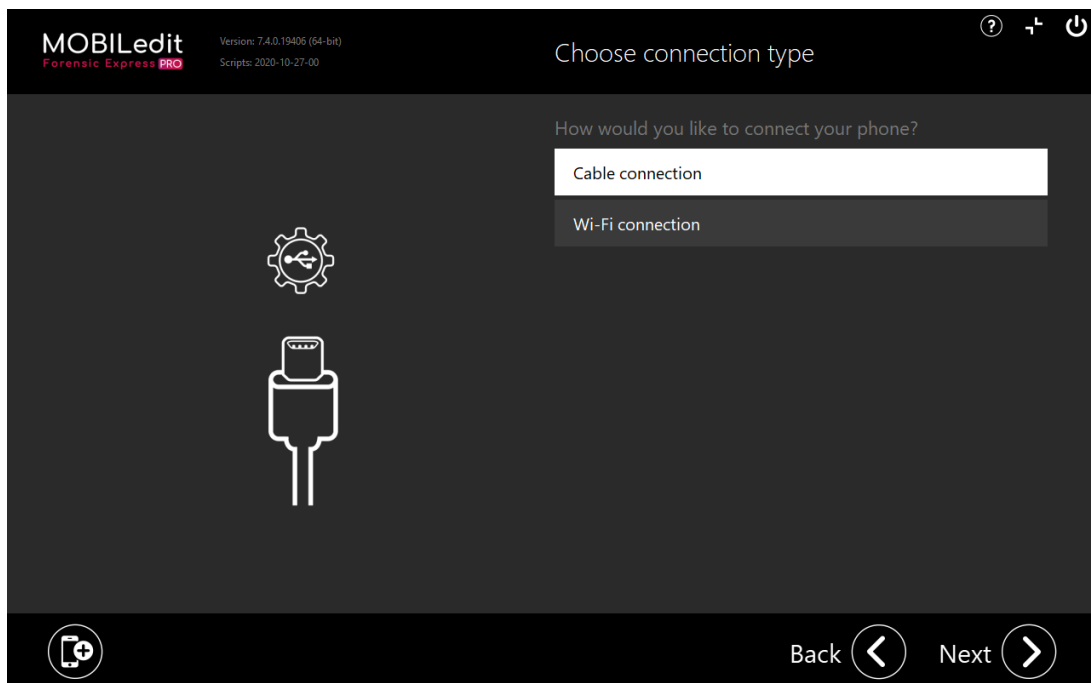 MOBILedit
Forensic Express PRO
Version: 7.4.0.19406 (64-bit)
Scripts: 2020-10-27-00
Choose connection type
?
How would you like to connect your phone?
Cable connection
Wi-Fi connection
Back
Next